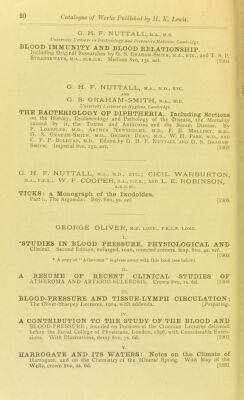 20 Catalogue of Works Published by H. K. Lewis.
G. H. F. NUTTALL, M.A., M.D.
University Lecturer in Bacteriology and Preventive Medicine, Cambridge.
BLOOD IMMUNITY AND BLOOD RELATIONSHIP.
Including Original Researches by G. S. GRAHAM-SMITH, M.A., ETC., and T. S. P.
STRANGEWAYS, M.A., M.R.C.S. Medium 8vo, 15s. net.
G. H. F. NUTTALL, M.A., M.D., ETC.
AND
G. S. GRAHAM-SMITH, M.A., M.D.
University Lecturer in Hygiene, Cambridge.
THE BACTERIOLOGY OF DIPHTHERIA. Including Sections
on the History, Epidemiology and Pathology of the Disease, the Mortality
caused by it, the Toxins and Antitoxins and the Serum Disease. By
F. LOEFFLER, M.D., ARTHUR NEWSHOLME, M.D., F. B. MALLORY, M.D.,
G. S. GRAHAM-SMITH, M.D., GEORGE DEAN, M.D., W. H. PARK, M.D., AND
C. F. P. BOLDUAN, M.D. Edited by G. H. F. NUTTALL AND G. S. GRAHAM-
SMITH. Imperial 8vo, 25s. net. [1908
G. H. F. NUTTALL, M.A., M.D., ETC.; CECIL WARBURTON,
M.A., F.Z.S.; W. F. COOPER, B.A., F.Z.S.; AND L. E. ROBINSON,
A.R.C.SC.
TICKS: a Monograph of the Ixodoidea.
Part I., The Argasidæ. Roy. 8vo, 5s. net. [1908
GEORGE OLIVER, M.D. LOND., F.R.C.P. LOND.
I.
*STUDIES IN BLOOD PRESSURE, PHYSIOLOGICAL AND
Clinical. Second Edition, enlarged, roan, rounded corners, fcap. 8vo, 4s. net.
[1908
* A copy of "Atheroma" is given away with this book (see below).
II.
A RESUME OF RECENT CLINICAL STUDIES OF
ATHEROMA AND ARTERIO-SCLEROSIS. Crown 8vo, 1s. 6d.
[1908
III.
BLOOD-PRESSURE AND TISSUE-LYMPH CIRCULATION;
The Oliver-Sharpey Lectures, 1904, with addenda. [Preparing.
IV.
A CONTRIBUTION TO THE STUDY OF THE BLOOD AND
BLOOD-PRESSURE; founded on Portions of the Croonian Lectures delivered
before the Royal College of Physicians, London, 1896, with Considerable Exten-
sions. With Illustrations, demy 8vo, 7s. 6d. [1901
V.
HARROGATE AND ITS WATERS: Notes on the Climate of
Harrogate, and on the Chemistry of the Mineral Spring. With Map of the
Wells, crown 8vo, 2s. 6d.